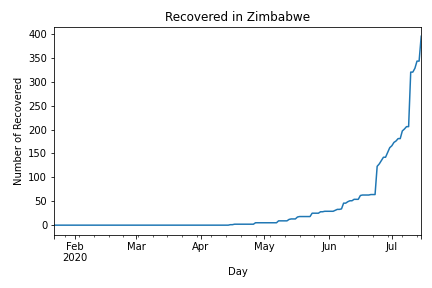 Recovered in Zimbabwe
Number of Recovered
400
350
300
250
200
150
100
50
0
Feb
2020
Mar
Apr
May
Jun
Jul
Day